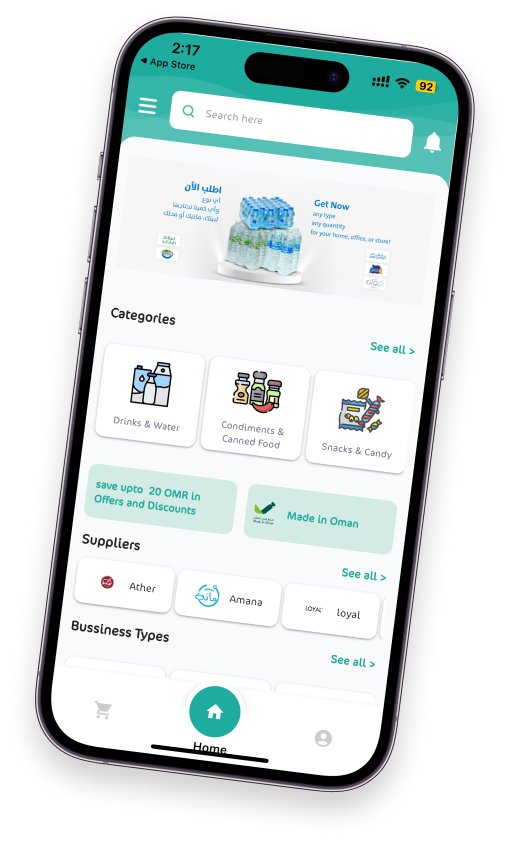 2:17
◀ App Store
92
Search here
اطلب الأن
أي نوع
وأي كمية تحتاجها
لبيتك، مكتبك أو محلك
Get Now
any type
any quantity
for your home, office, or store!
Categories
See all >
Drinks & Water
Condiments &
Canned Food
Snacks & Candy
save upto 20 OMR in
Offers and Discounts
Made in Oman
Suppliers
See all >
Ather
Amana
LOYAL
loyal
Bussiness Types
See all >
Home